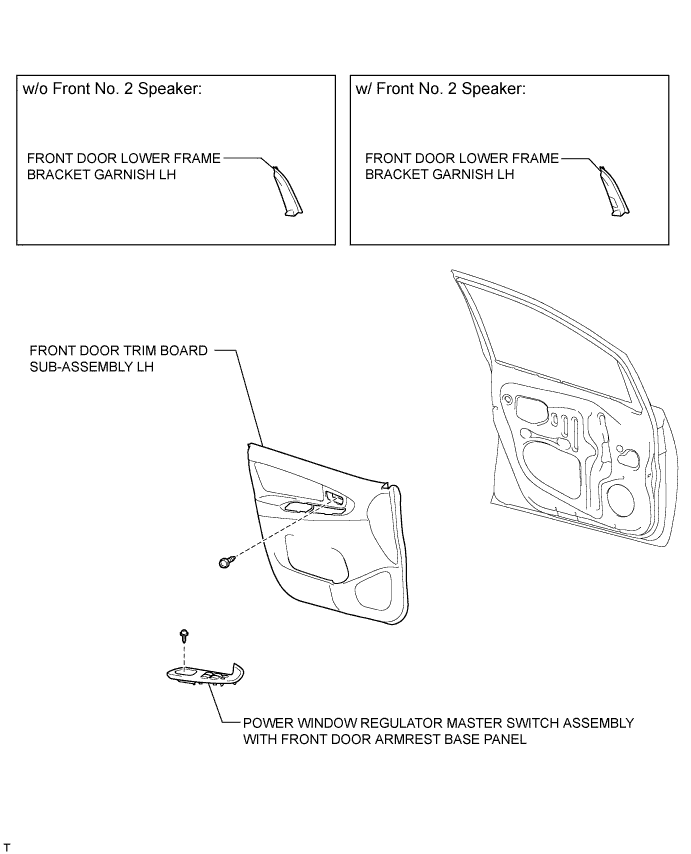 w/o Front No. 2 Speaker:
FRONT DOOR LOWER FRAME
BRACKET GARNISH LH
w/ Front No. 2 Speaker:
FRONT DOOR LOWER FRAME
BRACKET GARNISH LH
FRONT DOOR TRIM BOARD
SUB-ASSEMBLY LH
POWER WINDOW REGULATOR MASTER SWITCH ASSEMBLY
WITH FRONT DOOR ARMREST BASE PANEL
T